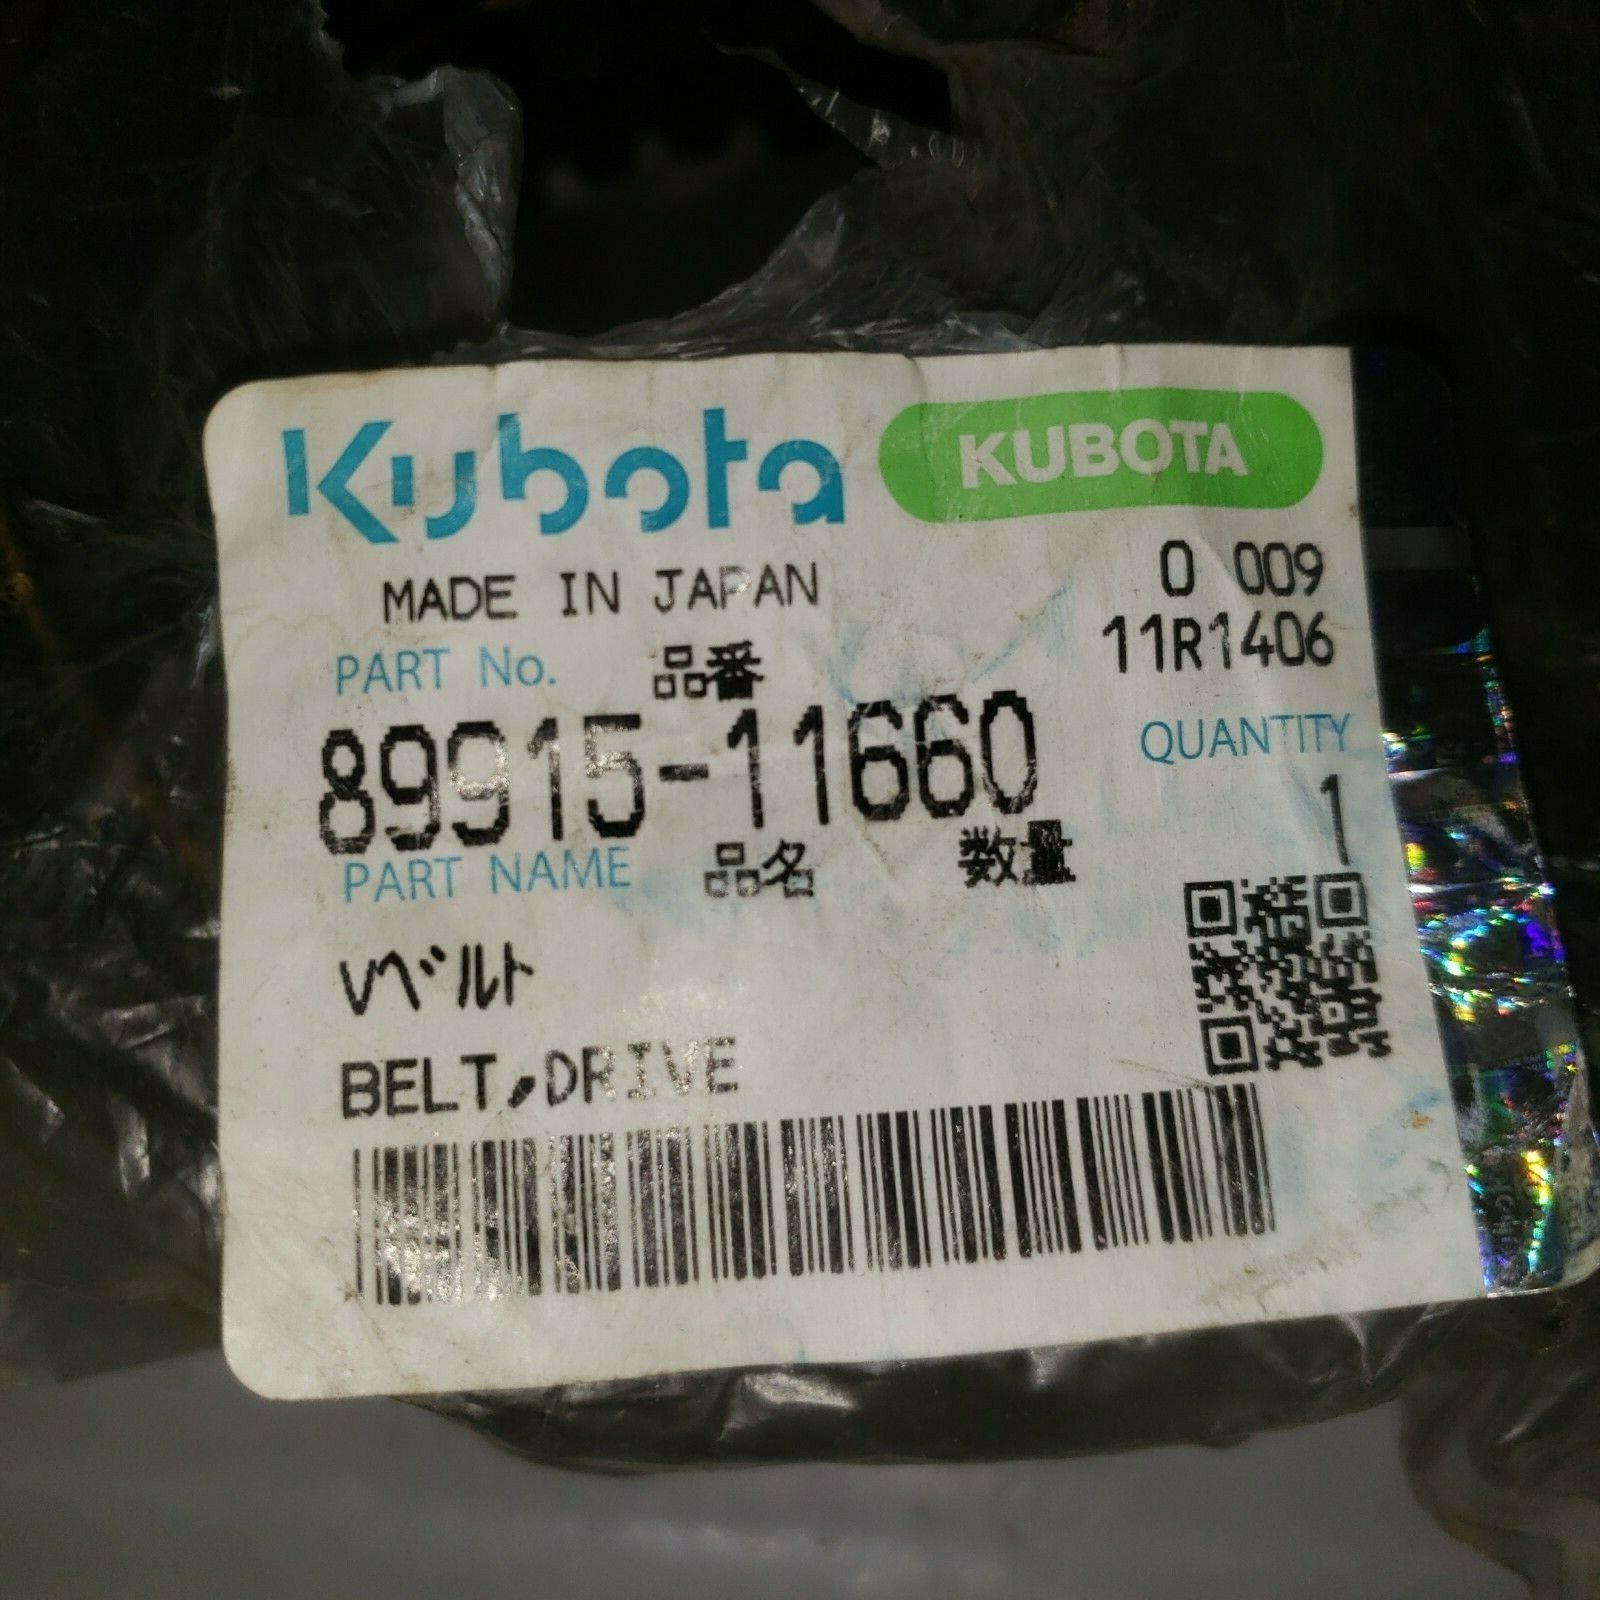 Kubota KUBOTA
MADE IN JAPAN 0 009
11R1406
PART No. 品番
89915-11660 QUANTITY
1
PART NAME 品名 数量
Vベルト
BELT,DRIVE